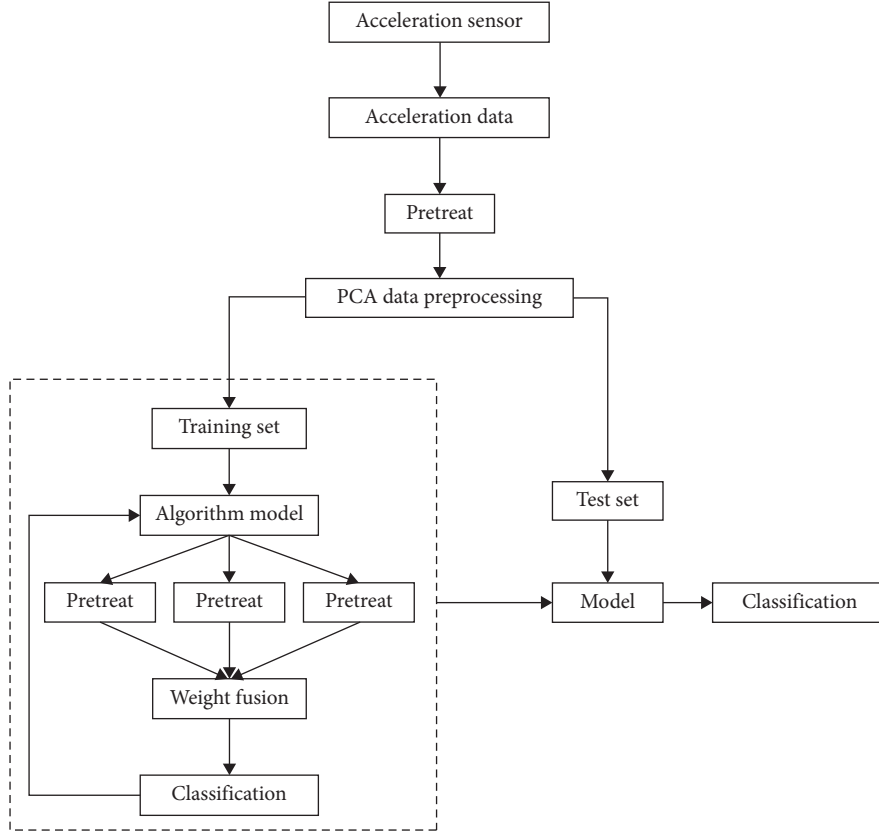 Acceleration sensor
Acceleration data
Pretreat
PCA data preprocessing
Training set
Algorithm model
Pretreat
Pretreat
Pretreat
Weight fusion
Classification
Test set
Model
Classification